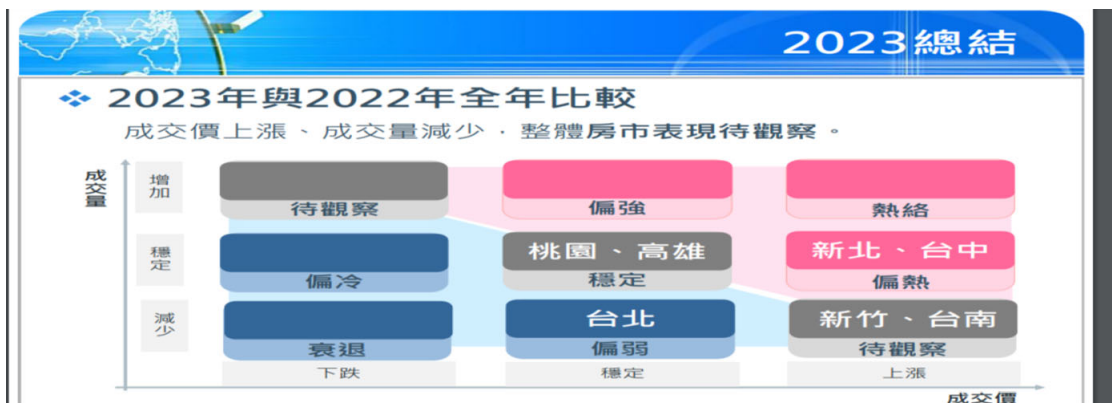 2023總結
2023年與2022年全年比較
成交價上漲、成交量減少，整體房市表現待觀察。
成交量
增加
待觀察
偏強
熱絡
穩定
偏冷
桃園、高雄
穩定
新北、台中
偏熱
減少
衰退
台北
偏弱
新竹、台南
待觀察
下跌
穩定
上漲
成交價